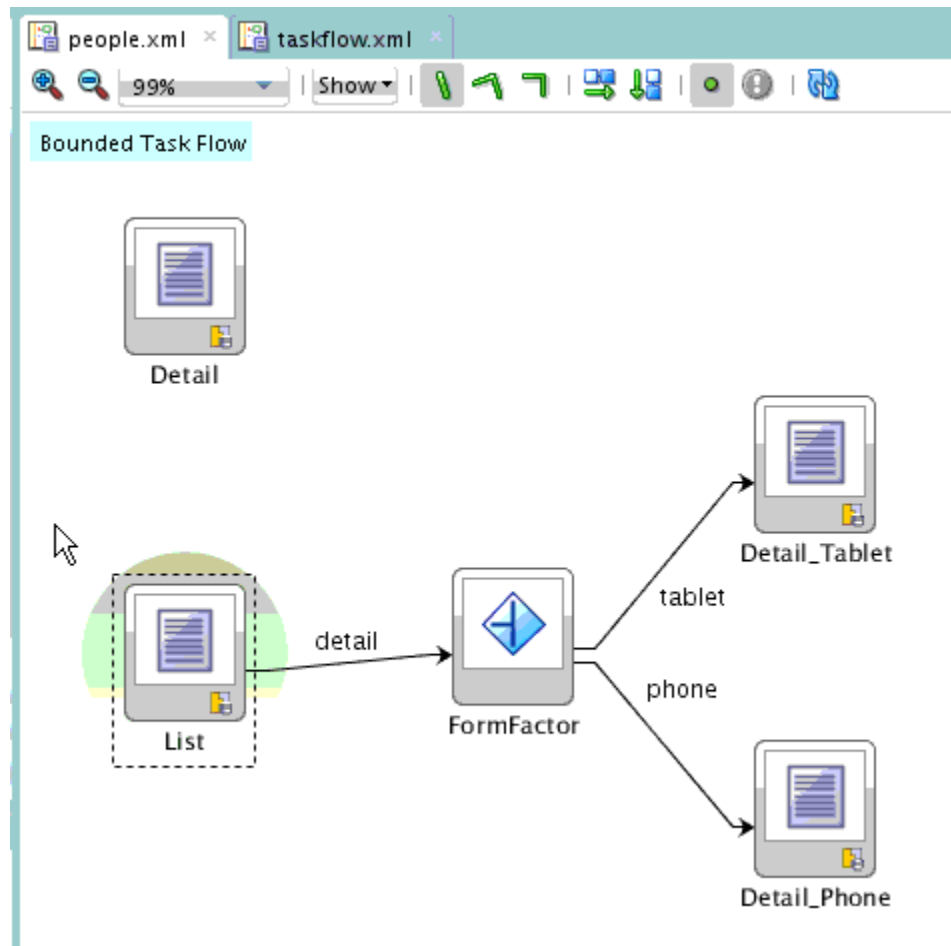 people.xml taskflow.xml
99% Show
Bounded Task Flow
Detail
Detail_Tablet
tablet
detail
phone
FormFactor
List
Detail_Phone